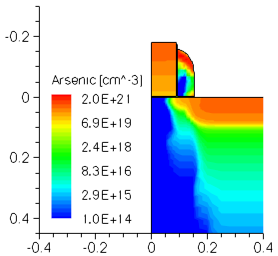 -0.2
Arsenic [cm^-3]
2.0E+21
0
6.9E+19
2.4E+18
0.2
8.3E+16
2.9E+15
0.4
1.0E+14
-0.4 -0.2 0 0.2 0.4